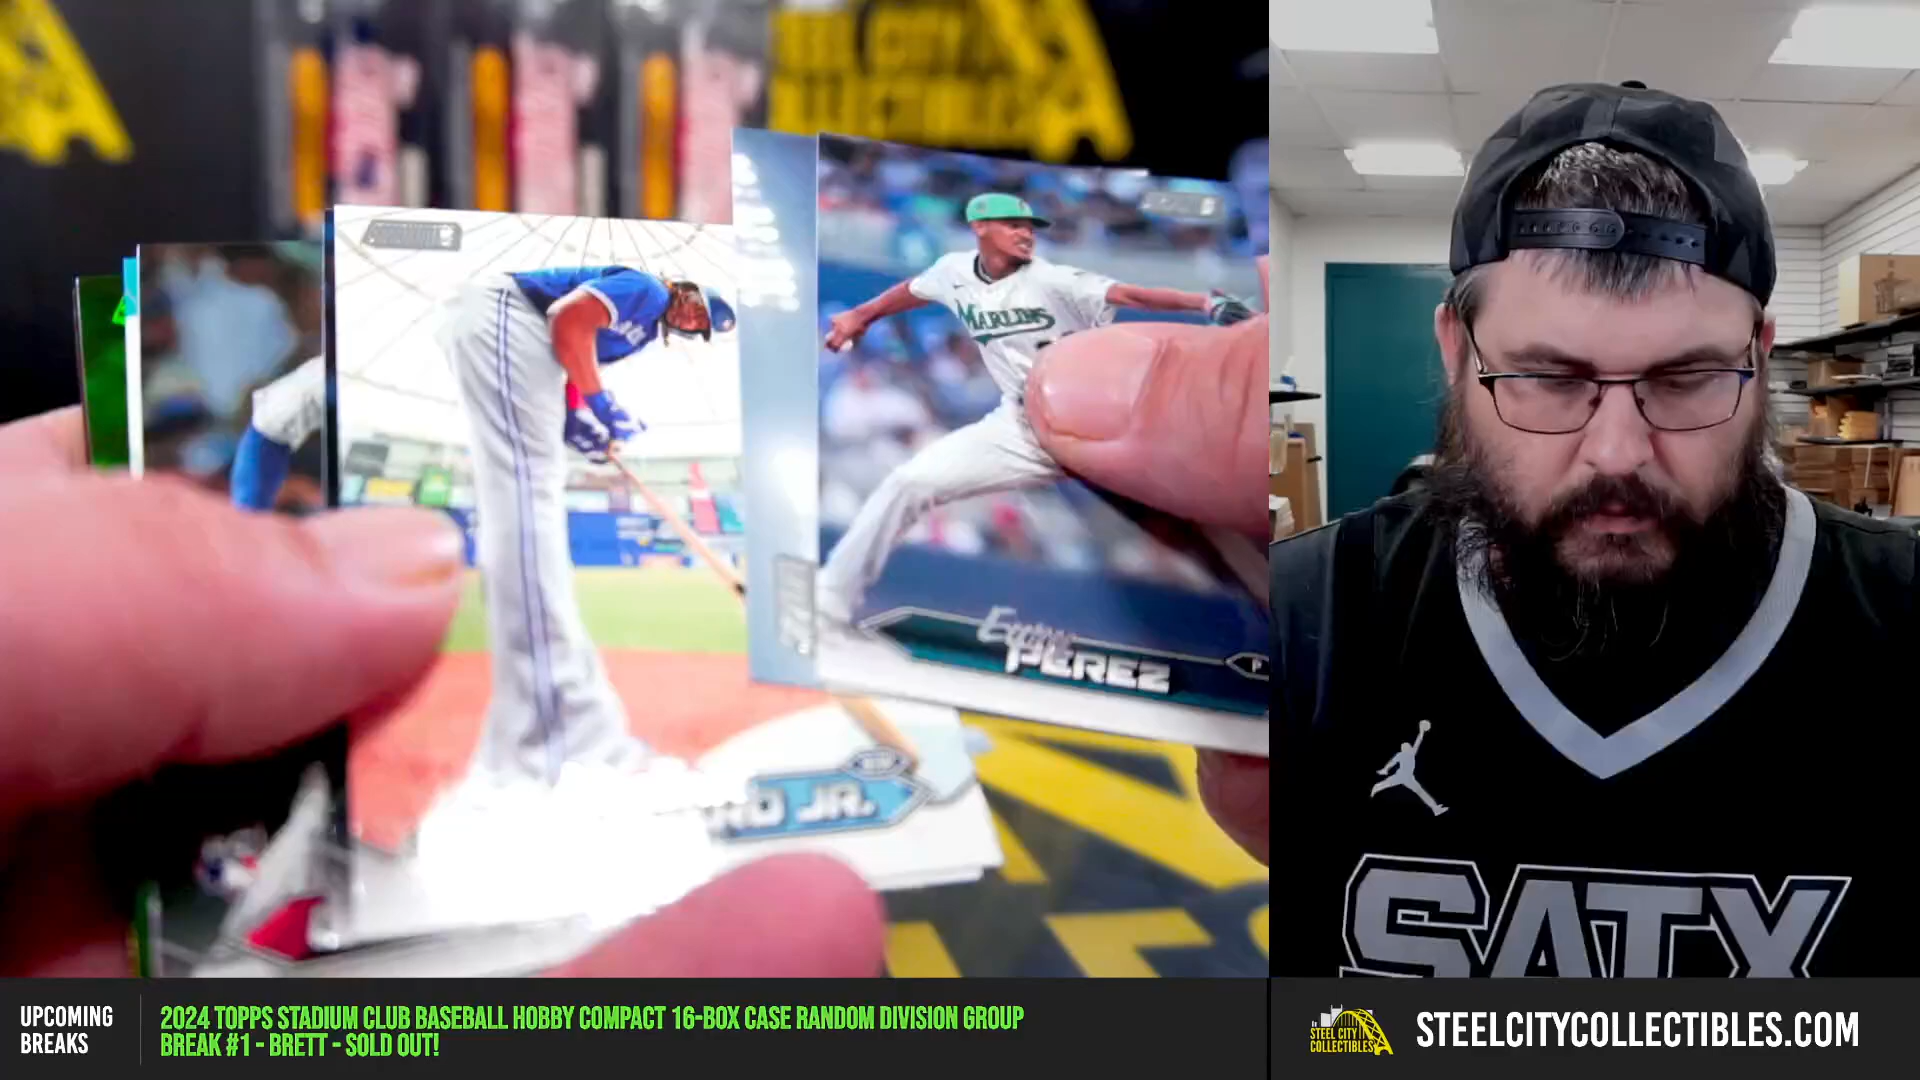 MARLINS
PEREZ
P
JR.
SATX
UPCOMING
BREAKS
2024 TOPPS STADIUM CLUB BASEBALL HOBBY COMPACT 16-BOX CASE RANDOM DIVISION GROUP
BREAK #1 - BRETT - SOLD OUT!
STEEL CITY
COLLECTIBLES
STEELCITYCOLLECTIBLES.COM